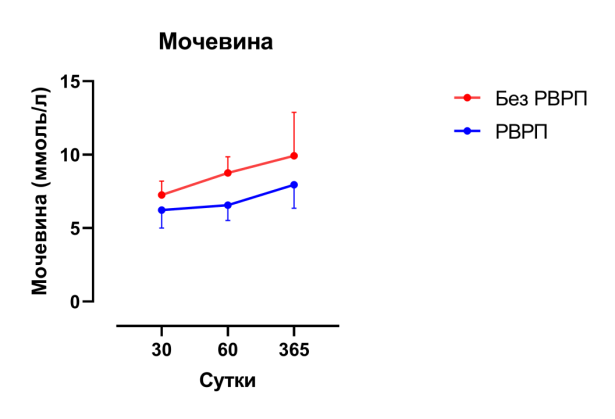 Мочевина
15
10
5
0
Мочевина (ммоль/л)
30 60 365
Сутки
Без РВРП
РВРП